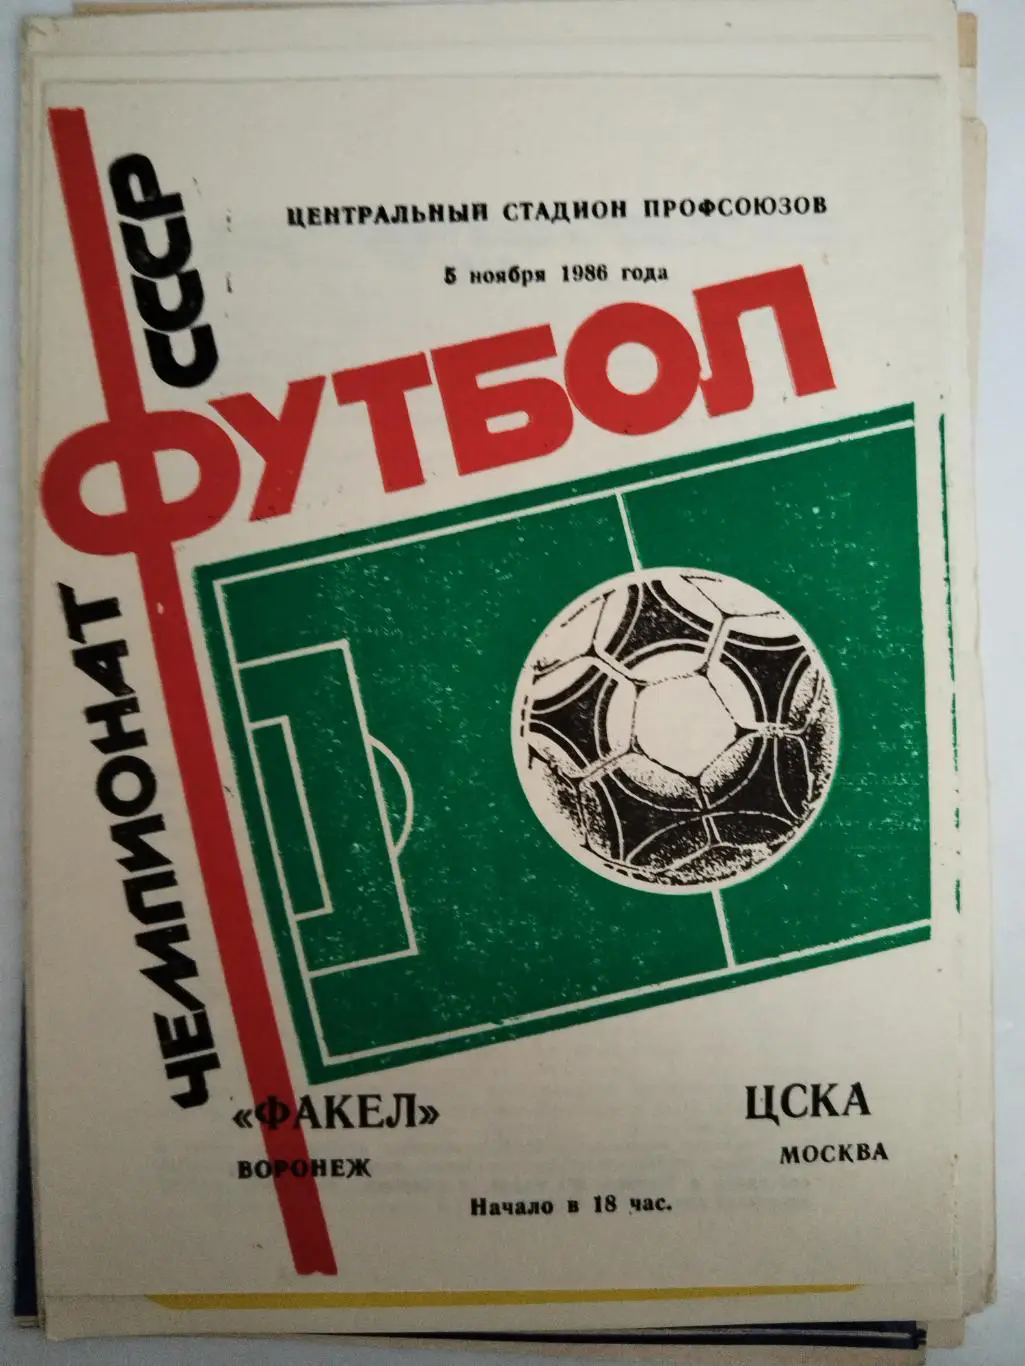 ЦЕНТРАЛЬНЫЙ СТАДИОН ПРОФСОЮЗОВ
5 ноября 1986 года
ЧЕМПИОНАТ СССР
ФУТБОЛ
«ФАКЕЛ»
ВОРОНЕЖ
ЦСКА
МОСКВА
Начало в 18 час.